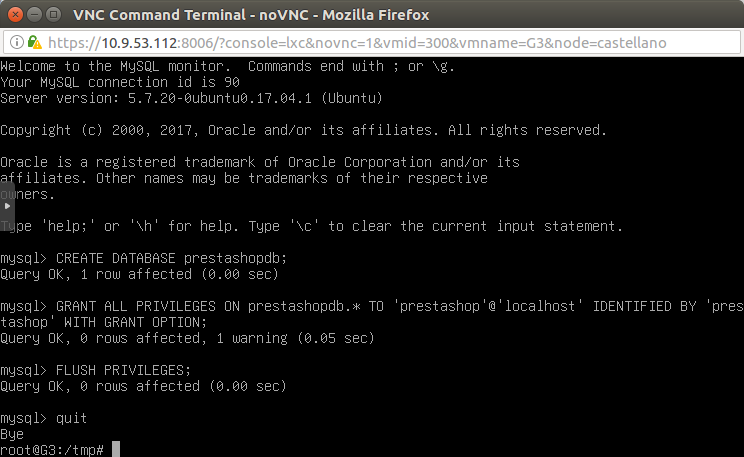 VNC Command Terminal - noVNC - Mozilla Firefox
https://10.9.53.112:8006/?console=lxc&novnc=1&vmid=300&vmname=G3&node=castellano
Welcome to the MySQL monitor.  Commands end with ; or \g.
Your MySQL connection id is 90
Server version: 5.7.20-0ubuntu0.17.04.1 (Ubuntu)
Copyright (c) 2000, 2017, Oracle and/or its affiliates. All rights reserved.
Oracle is a registered trademark of Oracle Corporation and/or its
affiliates. Other names may be trademarks of their respective
owners.
Type 'help;' or '\h' for help. Type '\c' to clear the current input statement.
mysql> CREATE DATABASE prestashopdb;
Query OK, 1 row affected (0.00 sec)
mysql> GRANT ALL PRIVILEGES ON prestashopdb.* TO 'prestashop'@'localhost' IDENTIFIED BY 'pres
tashop' WITH GRANT OPTION;
Query OK, 0 rows affected, 1 warning (0.05 sec)
mysql> FLUSH PRIVILEGES;
Query OK, 0 rows affected (0.00 sec)
mysql> quit
Bye
root@G3:/tmp#